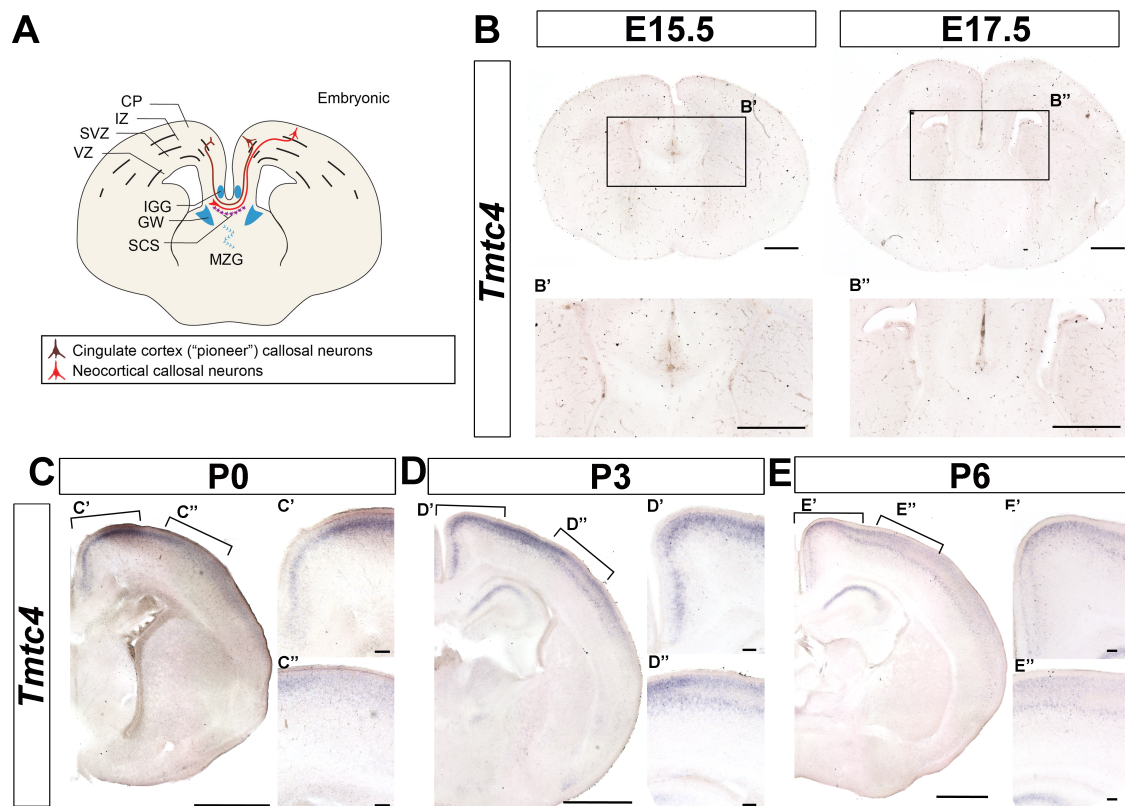 A
Embryonic
CP
IZ
SVZ
VZ
IGG
GW
SCS
MZG
Cingulate cortex (“pioneer”) callosal neurons
Neocortical callosal neurons
B
E15.5
E17.5
Tmtc4
B’
B’’
B’
B’’
C
P0
D
P3
E
P6
Tmtc4
C’
C’’
C’
C’’
D’
D’’
D’
D’’
E’
E’’
E’’